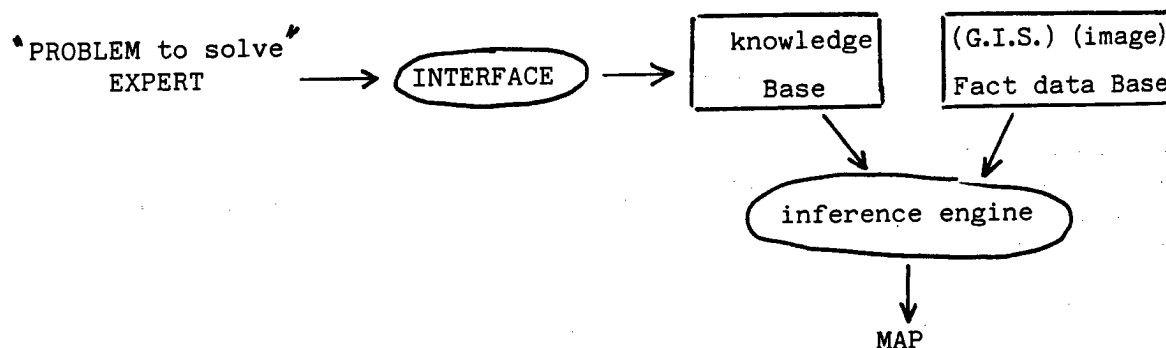 "PROBLEM to solve"
EXPERT
INTERFACE
knowledge
Base
(G.I.S.) (image)
Fact data Base
inference engine
MAP